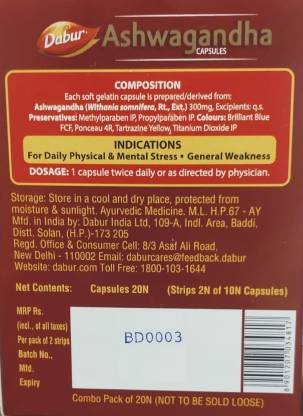 Dabur Ashwagandha
CAPSULES
COMPOSITION
Each soft gelatin capsule is prepared/derived from:
Ashwagandha (Withania somnifera, Rt., Ext.) 300mg, Excipients: q.s.
Preservatives: Methylparaben IP, Propylparaben IP. Colours: Brilliant Blue
FCF, Ponceau 4R, Tartrazine Yellow, Titanium Dioxide IP
INDICATIONS
For Daily Physical & Mental Stress • General Weakness
DOSAGE: 1 capsule twice daily or as directed by physician.
Storage: Store in a cool and dry place, protected from
moisture & sunlight. Ayurvedic Medicine. M.L. H.P.67 - AY
Mfd. in India by: Dabur India Ltd, 109-A, Indl. Area, Baddi,
Distt. Solan, (H.P.)-173 205
Regd. Office & Consumer Cell: 8/3 Asaf Ali Road,
New Delhi - 110002 Email: daburcares@feedback.dabur
Website: dabur.com Toll Free: 1800-103-1644
Net Contents: Capsules 20N (Strips 2N of 10N Capsules)
MRP Rs.
(incl., of all taxes)
Per pack of 2 strips
Batch No.,
Mfd.
Expiry
BD0003
8901207034817
Combo Pack of 20N (NOT TO BE SOLD LOOSE)